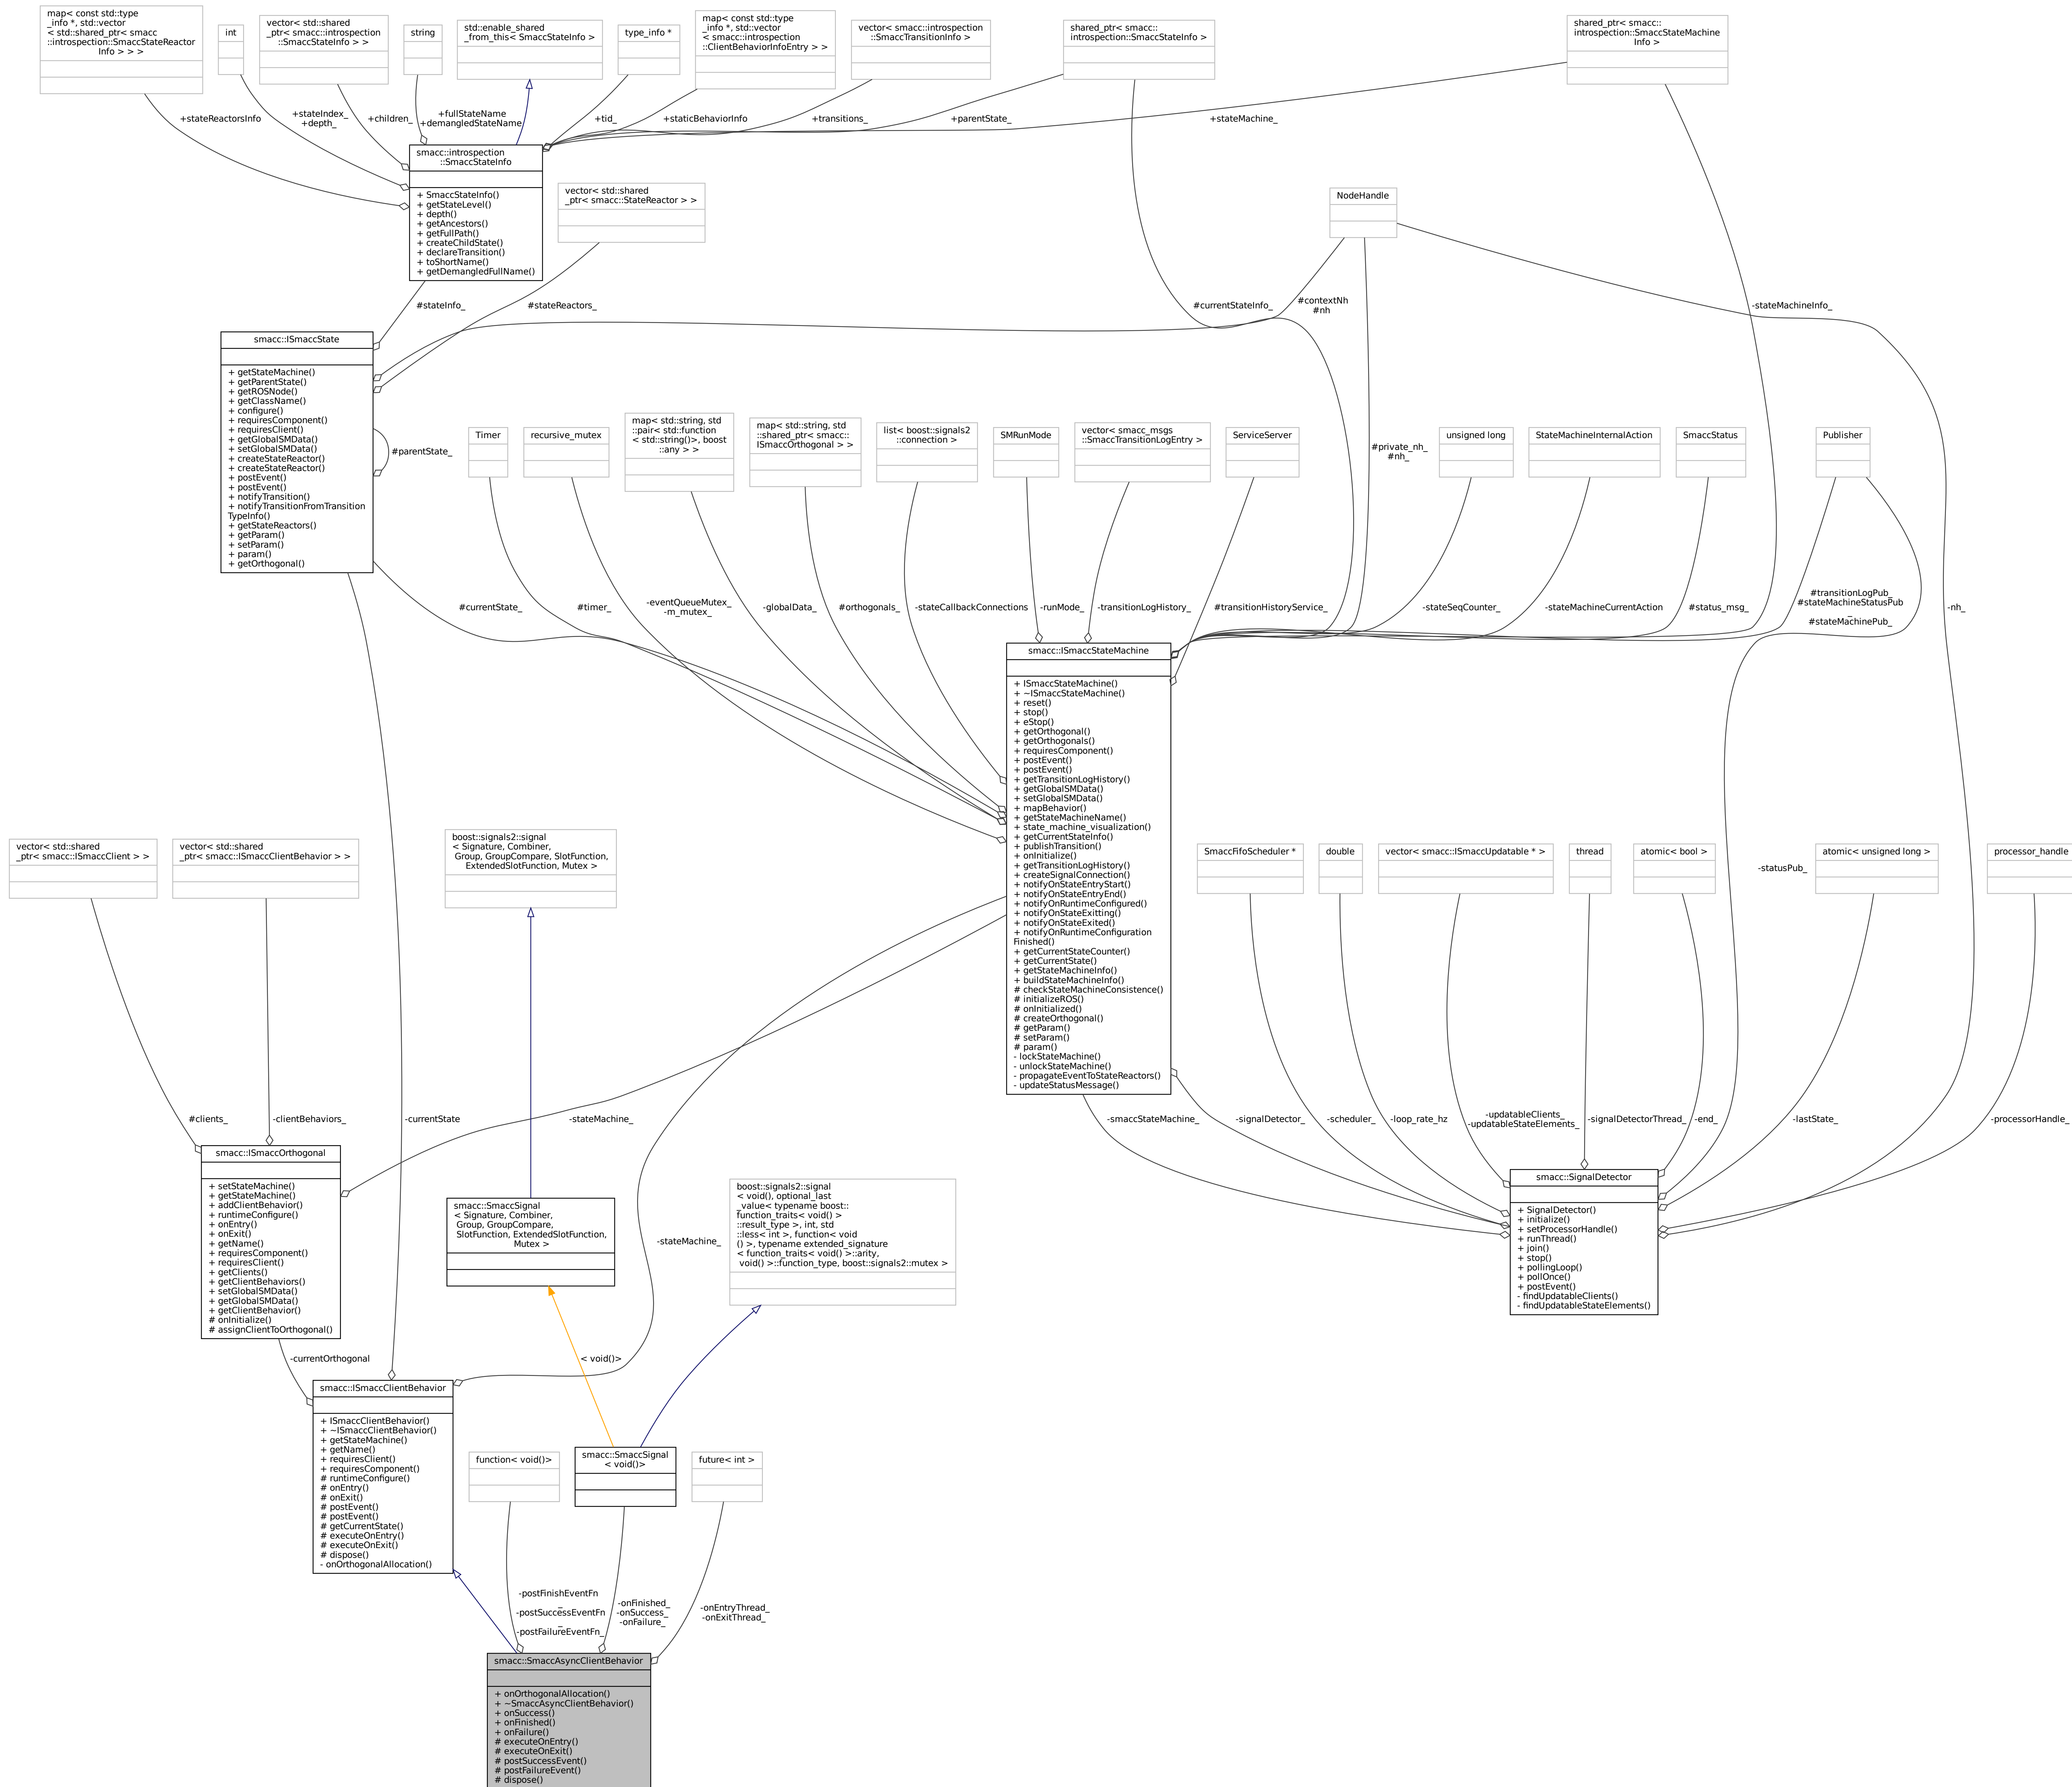 map< const std::type
_info *, std::vector
< std::shared_ptr< smacc
::introspection::SmaccStateReactor
Info > > >
int
vector< std::shared
_ptr< smacc::introspection
::SmaccStateInfo > >
string
std::enable_shared
_from_this< SmaccStateInfo >
type_info *
map< const std::type
_info *, std::vector
< smacc::introspection
::ClientBehaviorInfoEntry > >
vector< smacc::introspection
::SmaccTransitionInfo >
shared_ptr< smacc::
introspection::SmaccStateInfo >
shared_ptr< smacc::
introspection::SmaccStateMachine
Info >
+stateReactorsInfo
+stateIndex_
+depth_
+children_
+fullStateName
+demangledStateName
+tid_
+staticBehaviorInfo
+transitions_
+parentState_
+stateMachine_
smacc::introspection
::SmaccStateInfo
+ SmaccStateInfo()
+ getStateLevel()
+ depth()
+ getAncestors()
+ getFullPath()
+ createChildState()
+ declareTransition()
+ toShortName()
+ getDemangledFullName()
vector< std::shared
_ptr< smacc::StateReactor > >
NodeHandle
#stateInfo_
#stateReactors_
#currentStateInfo_
#contextNh
#nh
-stateMachineInfo_
smacc::ISmaccState
+ getStateMachine()
+ getParentState()
+ getROSNode()
+ getClassName()
+ configure()
+ requiresComponent()
+ requiresClient()
+ getGlobalSMData()
+ setGlobalSMData()
+ createStateReactor()
+ createStateReactor()
+ postEvent()
+ postEvent()
+ notifyTransition()
+ notifyTransitionFromTransition
TypeInfo()
+ getStateReactors()
+ getParam()
+ setParam()
+ param()
+ getOrthogonal()
#parentState_
Timer
recursive_mutex
map< std::string, std
::pair< std::function
< std::string()>, boost
::any > >
map< std::string, std
::shared_ptr< smacc::
ISmaccOrthogonal > >
list< boost::signals2
::connection >
SMRunMode
vector< smacc_msgs
::SmaccTransitionLogEntry >
ServiceServer
#private_nh_
#nh_
unsigned long
StateMachineInternalAction
SmaccStatus
Publisher
#currentState_
#timer_
-eventQueueMutex_
-m_mutex_
-globalData_
#orthogonals_
-stateCallbackConnections
-runMode_
-transitionLogHistory_
#transitionHistoryService_
-stateSeqCounter_
-stateMachineCurrentAction
#status_msg_
#transitionLogPub_
#stateMachineStatusPub
_
#stateMachinePub_
-nh_
smacc::ISmaccStateMachine
+ ISmaccStateMachine()
+ ~ISmaccStateMachine()
+ reset()
+ stop()
+ eStop()
+ getOrthogonal()
+ getOrthogonals()
+ requiresComponent()
+ postEvent()
+ postEvent()
+ getTransitionLogHistory()
+ getGlobalSMData()
+ setGlobalSMData()
+ mapBehavior()
+ getStateMachineName()
+ state_machine_visualization()
+ getCurrentStateInfo()
+ publishTransition()
+ onInitialize()
+ getTransitionLogHistory()
+ createSignalConnection()
+ notifyOnStateEntryStart()
+ notifyOnStateEntryEnd()
+ notifyOnRuntimeConfigured()
+ notifyOnStateExitting()
+ notifyOnStateExited()
+ notifyOnRuntimeConfiguration
Finished()
+ getCurrentStateCounter()
+ getCurrentState()
+ getStateMachineInfo()
+ buildStateMachineInfo()
# checkStateMachineConsistence()
# initializeROS()
# onInitialized()
# createOrthogonal()
# getParam()
# setParam()
# param()
- lockStateMachine()
- unlockStateMachine()
- propagateEventToStateReactors()
- updateStatusMessage()
vector< std::shared
_ptr< smacc::ISmaccClient > >
vector< std::shared
_ptr< smacc::ISmaccClientBehavior > >
boost::signals2::signal
< Signature, Combiner,
Group, GroupCompare, SlotFunction,
ExtendedSlotFunction, Mutex >
SmaccFifoScheduler *
double
vector< smacc::ISmaccUpdatable * >
thread
atomic< bool >
-statusPub_
atomic< unsigned long >
processor_handle
#clients_
-clientBehaviors_
-currentState
-stateMachine_
-smaccStateMachine_
-signalDetector_
-scheduler_
-loop_rate_hz
-updatableClients_
-updatableStateElements_
-signalDetectorThread_
-end_
-lastState_
-processorHandle_
smacc::ISmaccOrthogonal
+ setStateMachine()
+ getStateMachine()
+ addClientBehavior()
+ runtimeConfigure()
+ onEntry()
+ onExit()
+ getName()
+ requiresComponent()
+ requiresClient()
+ getClients()
+ getClientBehaviors()
+ setGlobalSMData()
+ getGlobalSMData()
+ getClientBehavior()
# onInitialize()
# assignClientToOrthogonal()
smacc::SmaccSignal
< Signature, Combiner,
Group, GroupCompare,
SlotFunction, ExtendedSlotFunction,
Mutex >
-stateMachine_
boost::signals2::signal
< void(), optional_last
_value< typename boost::
function_traits< void() >
::result_type >, int, std
::less< int >, function< void
() >, typename extended_signature
< function_traits< void() >::arity,
void() >::function_type, boost::signals2::mutex >
smacc::SignalDetector
+ SignalDetector()
+ initialize()
+ setProcessorHandle()
+ runThread()
+ join()
+ stop()
+ pollingLoop()
+ pollOnce()
+ postEvent()
- findUpdatableClients()
- findUpdatableStateElements()
-currentOrthogonal
< void()>
smacc::ISmaccClientBehavior
+ ISmaccClientBehavior()
+ ~ISmaccClientBehavior()
+ getStateMachine()
+ getName()
+ requiresClient()
+ requiresComponent()
# runtimeConfigure()
# onEntry()
# onExit()
# postEvent()
# postEvent()
# getCurrentState()
# executeOnEntry()
# executeOnExit()
# dispose()
- onOrthogonalAllocation()
function< void()>
smacc::SmaccSignal
< void()>
future< int >
-postFinishEventFn
_
-postSuccessEventFn
_
-postFailureEventFn_
-onFinished_
-onSuccess_
-onFailure_
-onEntryThread_
-onExitThread_
smacc::SmaccAsyncClientBehavior
+ onOrthogonalAllocation()
+ ~SmaccAsyncClientBehavior()
+ onSuccess()
+ onFinished()
+ onFailure()
# executeOnEntry()
# executeOnExit()
# postSuccessEvent()
# postFailureEvent()
# dispose()